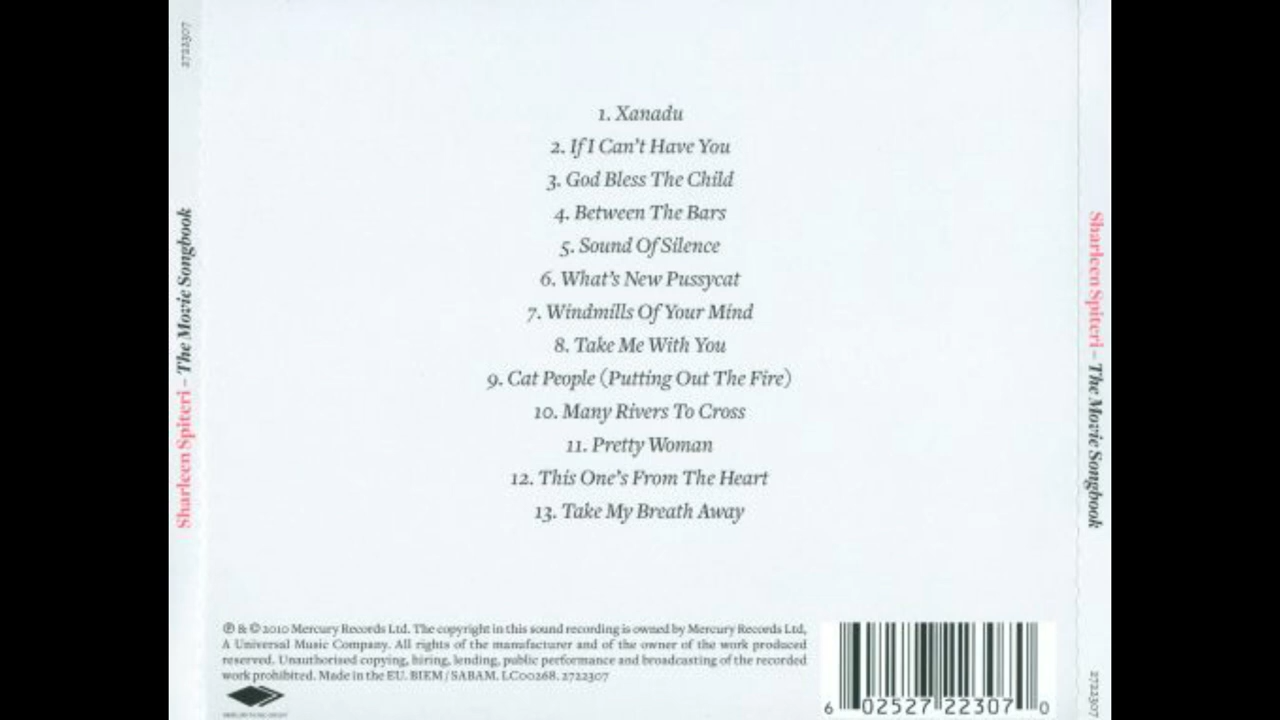 2722307
Sharleen Spiteri – The Movie Songbook
1. Xanadu
2. If I Can't Have You
3. God Bless The Child
4. Between The Bars
5. Sound Of Silence
6. What's New Pussycat
7. Windmills Of Your Mind
8. Take Me With You
9. Cat People (Putting Out The Fire)
10. Many Rivers To Cross
11. Pretty Woman
12. This One's From The Heart
13. Take My Breath Away
Sharleen Spiteri – The Movie Songbook
2722307
℗ & © 2010 Mercury Records Ltd. The copyright in this sound recording is owned by Mercury Records Ltd,
A Universal Music Company. All rights of the manufacturer and of the owner of the work produced
reserved. Unauthorised copying, hiring, lending, public performance and broadcasting of the recorded
work prohibited. Made in the EU. BIEM / SABAM. LC00268. 2722307
6 02527 22307 0